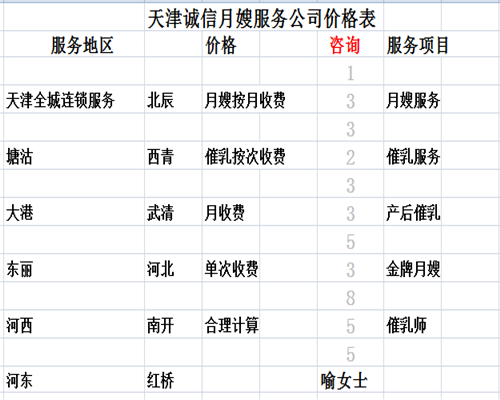 天津诚信月嫂服务公司价格表
服务地区 价格 咨询 服务项目
1
天津全城连锁服务 北辰 月嫂按月收费 3 月嫂服务
3
塘沽 西青 催乳按次收费 2 催乳服务
3
大港 武清 月收费 3 产后催乳
5
东丽 河北 单次收费 3 金牌月嫂
8
河西 南开 合理计算 5 催乳师
5
河东 红桥 喻女士